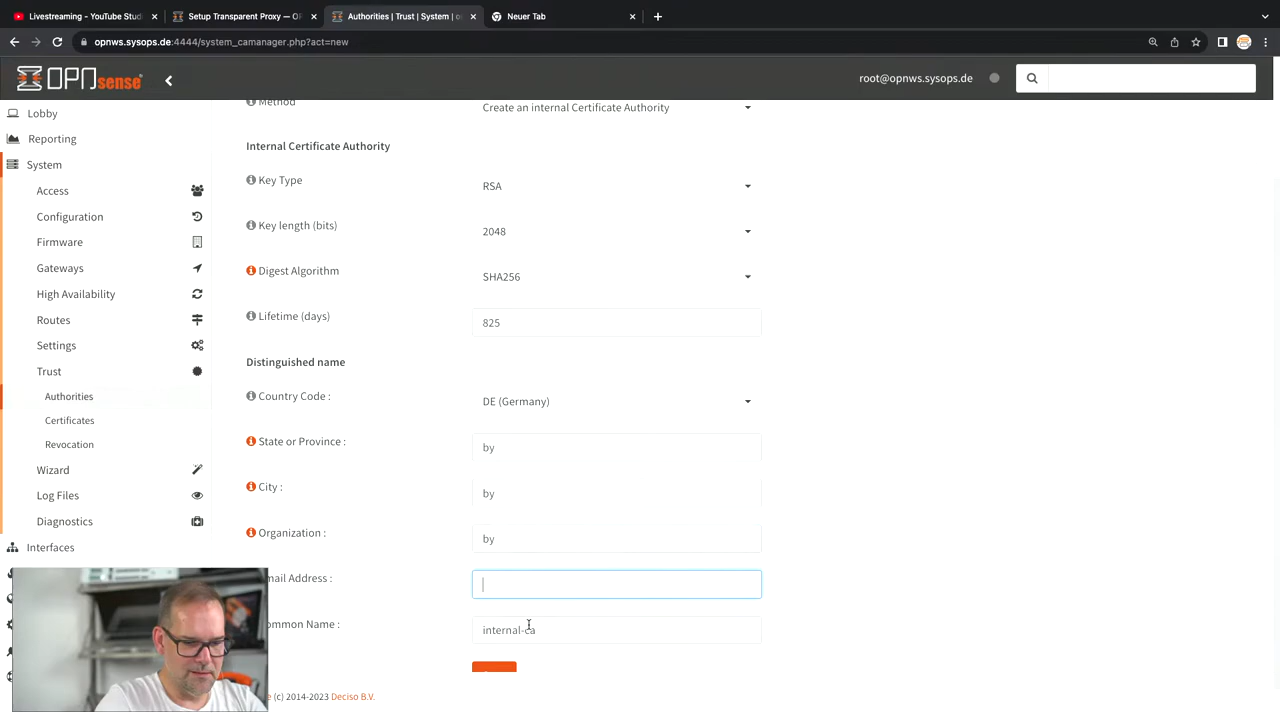 Livestreaming - YouTube Studi
Setup Transparent Proxy — OP
Authorities | Trust | System | o
Neuer Tab
opnws.sysops.de:4444/system_camanager.php?act=new
OPNsense
root@opnws.sysops.de
Lobby
Reporting
System
Access
Configuration
Firmware
Gateways
High Availability
Routes
Settings
Trust
Authorities
Certificates
Revocation
Wizard
Log Files
Diagnostics
Interfaces
Method
Create an internal Certificate Authority
Internal Certificate Authority
Key Type
RSA
Key length (bits)
2048
Digest Algorithm
SHA256
Lifetime (days)
825
Distinguished name
Country Code :
DE (Germany)
State or Province :
by
City :
by
Organization :
by
mail Address :
ommon Name :
internal-ca
e (c) 2014-2023 Deciso B.V.